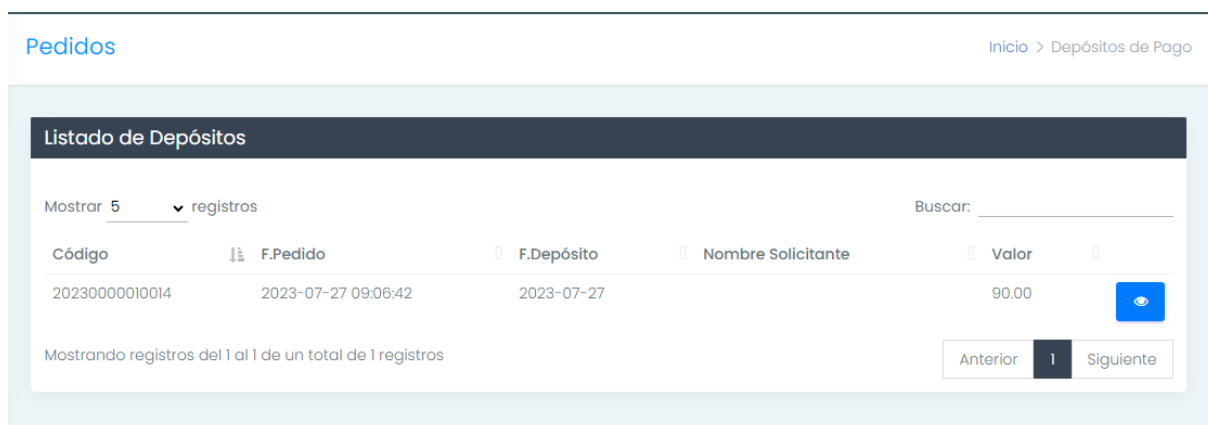 Pedidos
Inicio > Depósitos de Pago
Listado de Depósitos
Mostrar 5 registros
Buscar:
Código F.Pedido F.Depósito Nombre Solicitante Valor
20230000010014 2023-07-27 09:06:42 2023-07-27 90.00
Mostrando registros del 1 al 1 de un total de 1 registros
Anterior 1 Siguiente